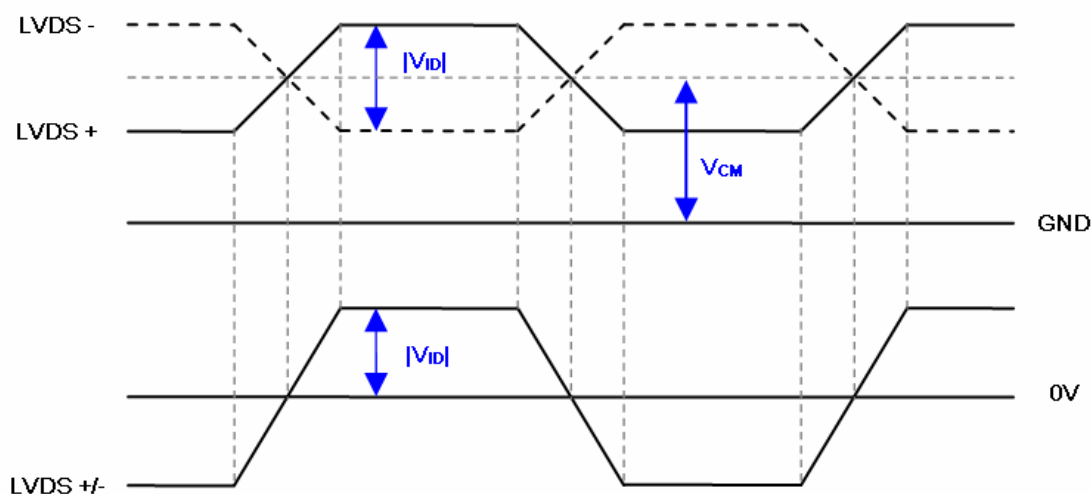 LVDS -
|VID|
LVDS +
VCM
GND
|VID|
0V
LVDS +/-